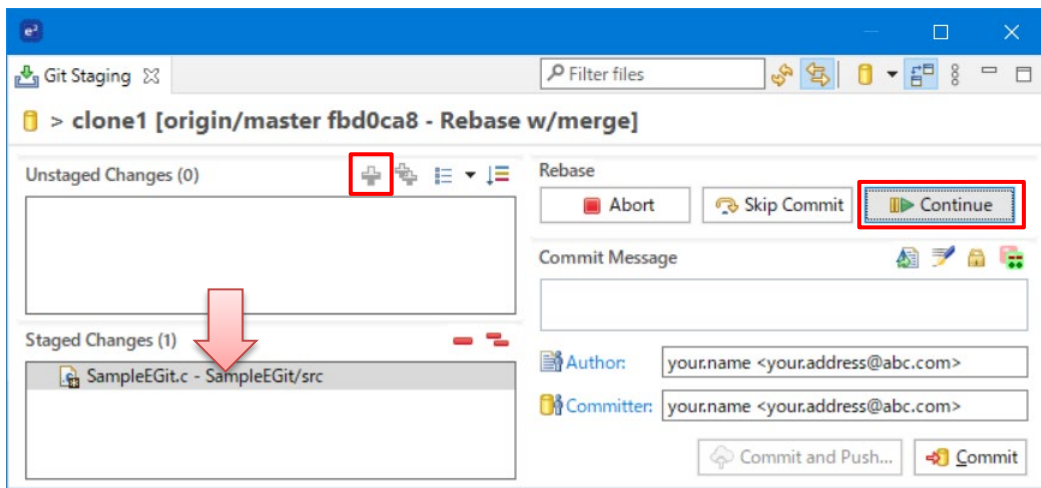 e²
Git Staging
Filter files
> clone1 [origin/master fbd0ca8 - Rebase w/merge]
Unstaged Changes (0)
Rebase
Abort
Skip Commit
Continue
Commit Message
Staged Changes (1)
SampleEGit.c - SampleEGit/src
Author:
your.name <your.address@abc.com>
Committer:
your.name <your.address@abc.com>
Commit and Push...
Commit